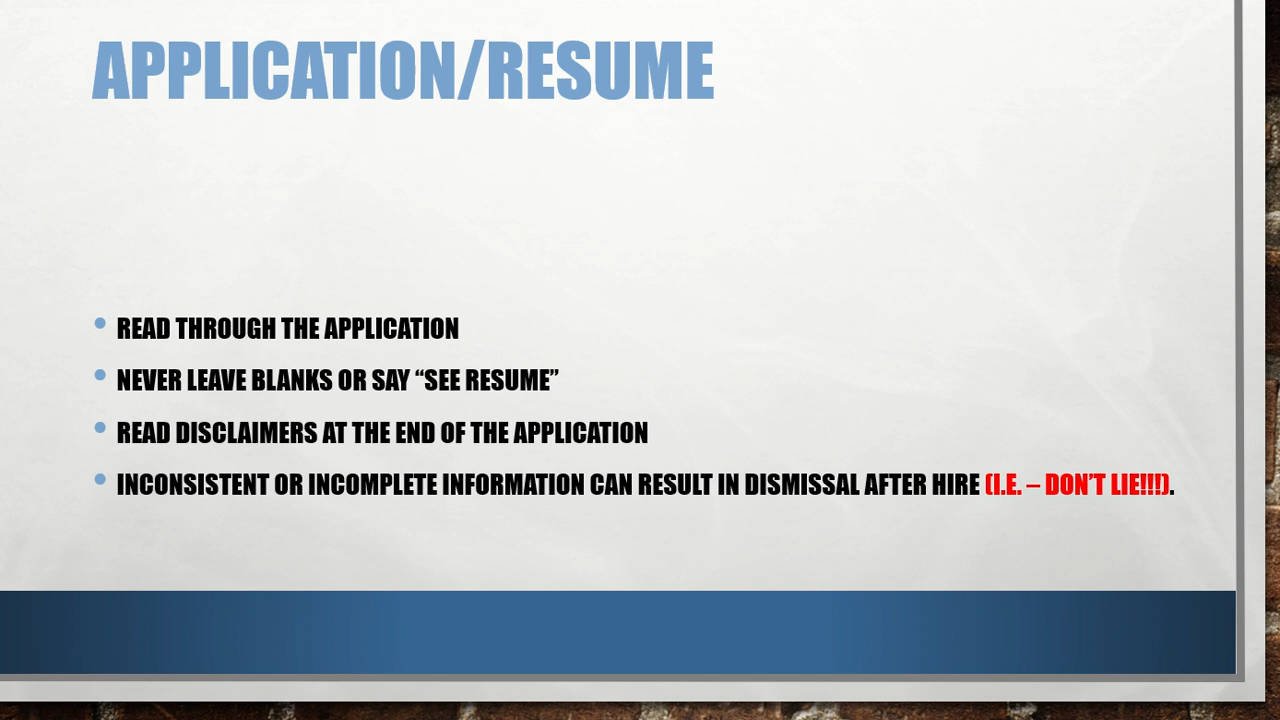 APPLICATION/RESUME
• READ THROUGH THE APPLICATION
• NEVER LEAVE BLANKS OR SAY “SEE RESUME”
• READ DISCLAIMERS AT THE END OF THE APPLICATION
• INCONSISTENT OR INCOMPLETE INFORMATION CAN RESULT IN DISMISSAL AFTER HIRE (I.E. – DON’T LIE!!!).